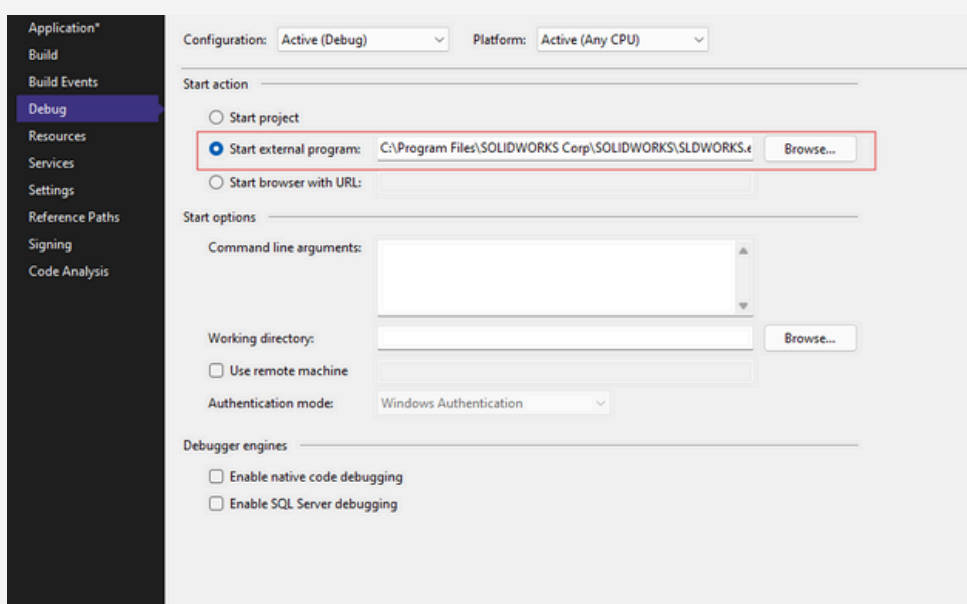 Application*
Build
Build Events
Debug
Resources
Services
Settings
Reference Paths
Signing
Code Analysis
Configuration: Active (Debug) Platform: Active (Any CPU)
Start action
Start project
Start external program: C:\Program Files\SOLIDWORKS Corp\SOLIDWORKS\SLDWORKS.e Browse...
Start browser with URL:
Start options
Command line arguments:
Working directory: Browse...
Use remote machine
Authentication mode: Windows Authentication
Debugger engines
Enable native code debugging
Enable SQL Server debugging